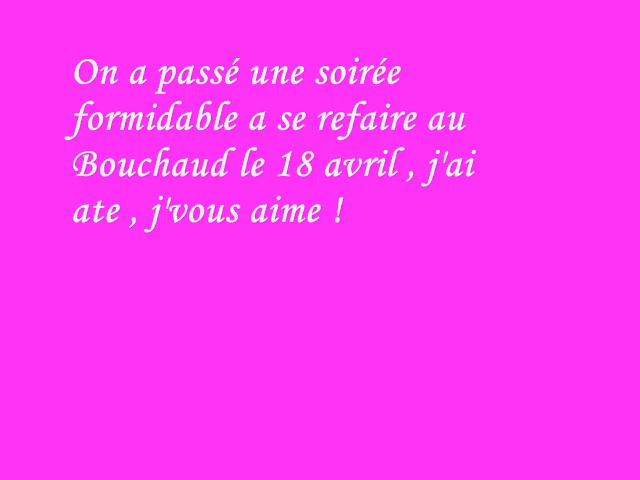 On a passé une soirée
formidable a se refaire au
Bouchaud le 18 avril , j'ai
ate , j'vous aime !